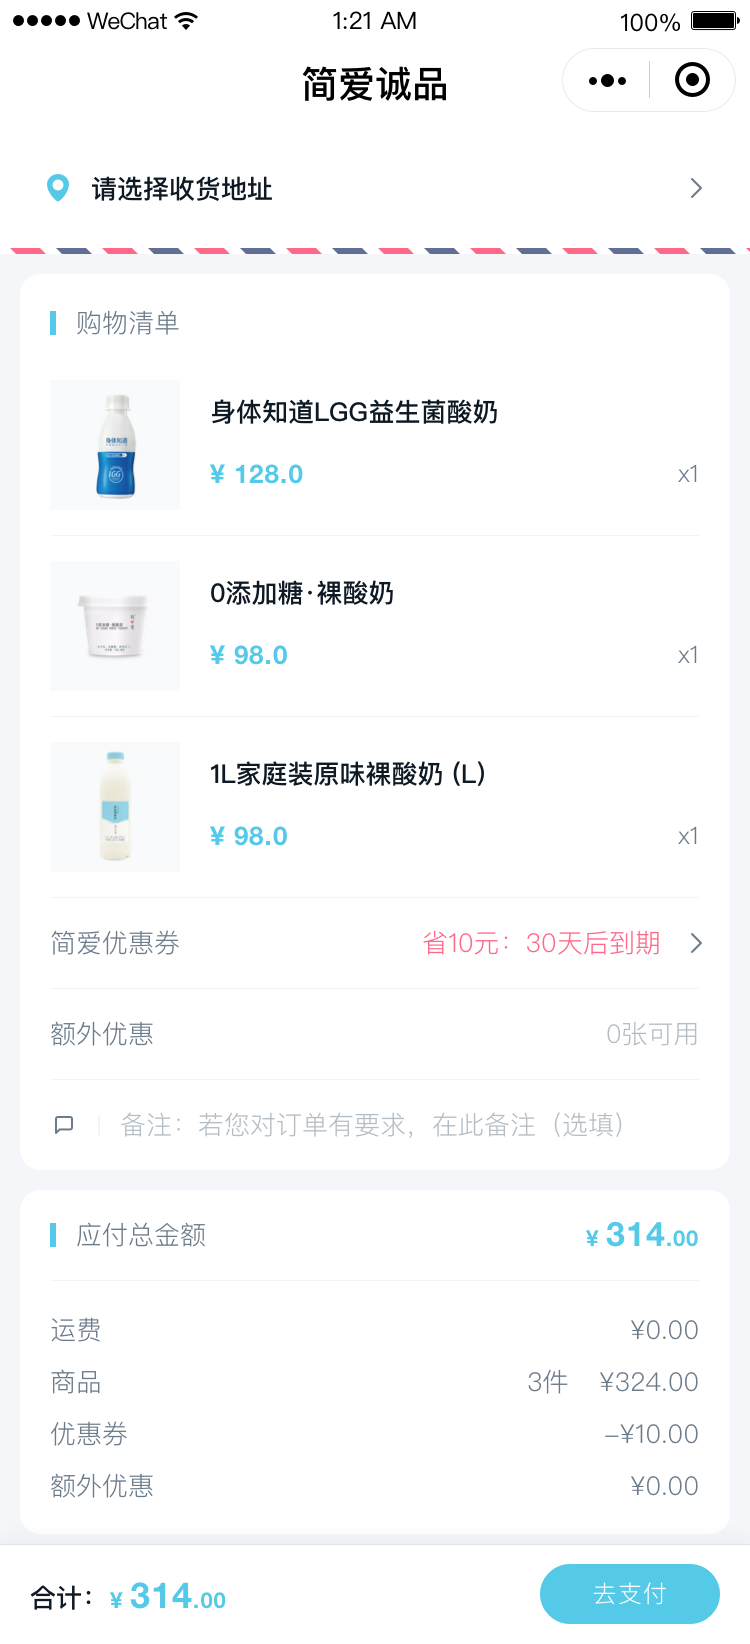 WeChat 1:21 AM 100%
简爱诚品
请选择收货地址
购物清单
身体知道LGG益生菌酸奶
¥ 128.0 x1
身体知道
LGG
0添加糖·裸酸奶
¥ 98.0 x1
1L家庭装原味裸酸奶 (L)
¥ 98.0 x1
简爱优惠券 省10元：30天后到期
额外优惠 0张可用
备注：若您对订单有要求，在此备注（选填）
应付总金额 ¥ 314.00
运费 ¥0.00
商品 3件 ¥324.00
优惠券 –¥10.00
额外优惠 ¥0.00
合计：¥ 314.00 去支付